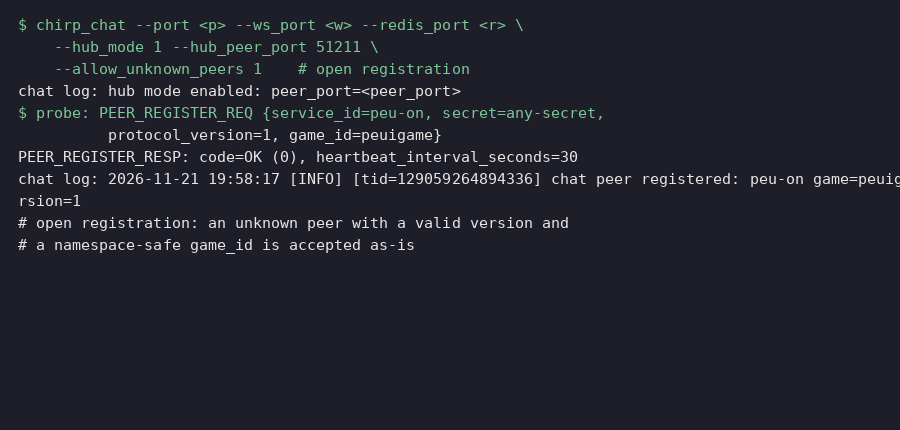 $ chirp_chat --port <p> --ws_port <w> --redis_port <r> \
    --hub_mode 1 --hub_peer_port 51211 \
    --allow_unknown_peers 1    # open registration
chat log: hub mode enabled: peer_port=<peer_port>
$ probe: PEER_REGISTER_REQ {service_id=peu-on, secret=any-secret,
          protocol_version=1, game_id=peuigame}
PEER_REGISTER_RESP: code=OK (0), heartbeat_interval_seconds=30
chat log: 2026-11-21 19:58:17 [INFO] [tid=129059264894336] chat peer registered: peu-on game=peuig
rsion=1
# open registration: an unknown peer with a valid version and
# a namespace-safe game_id is accepted as-is